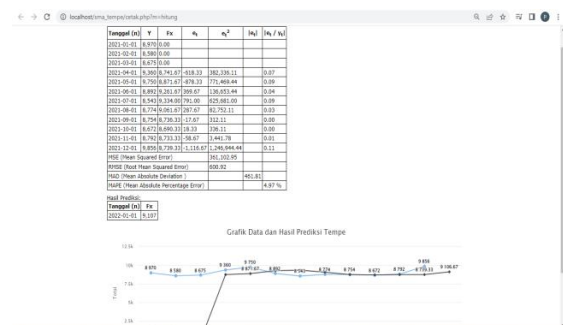 localhost/sma_tempe/cetak.php?m=hitung
Tanggal (n) Y Fx et et² |et| |et / yt|
2021-01-01 8,970 0.00
2021-02-01 8,580 0.00
2021-03-01 8,675 0.00
2021-04-01 9,360 8,741.67 -618.33 382,336.11 0.07
2021-05-01 9,750 8,871.67 -878.33 771,469.44 0.09
2021-06-01 8,892 9,261.67 369.67 136,653.44 0.04
2021-07-01 8,543 9,334.00 791.00 625,681.00 0.09
2021-08-01 8,774 9,061.67 287.67 82,752.11 0.03
2021-09-01 8,754 8,736.33 -17.67 312.11 0.00
2021-10-01 8,672 8,690.33 18.33 336.11 0.00
2021-11-01 8,792 8,733.33 -58.67 3,441.78 0.01
2021-12-01 9,856 8,739.33 -1,116.67 1,246,944.44 0.11
MSE (Mean Squared Error) 361,102.95
RMSE (Root Mean Squared Error) 600.92
MAD (Mean Absolute Deviation ) 461.81
MAPE (Mean Absolute Percentage Error) 4.97 %
Hasil Prediksi:
Tanggal (n) Fx
2022-01-01 9,107
Grafik Data dan Hasil Prediksi Tempe
12.5k
10k
7.5k
5k
2.5k
Total
8 970 8 580 8 675 9 360 9 750 8 871.67 8 892 8 543 8 774 8 754 8 672 8 792 9 856 8 739.33 9 106.67